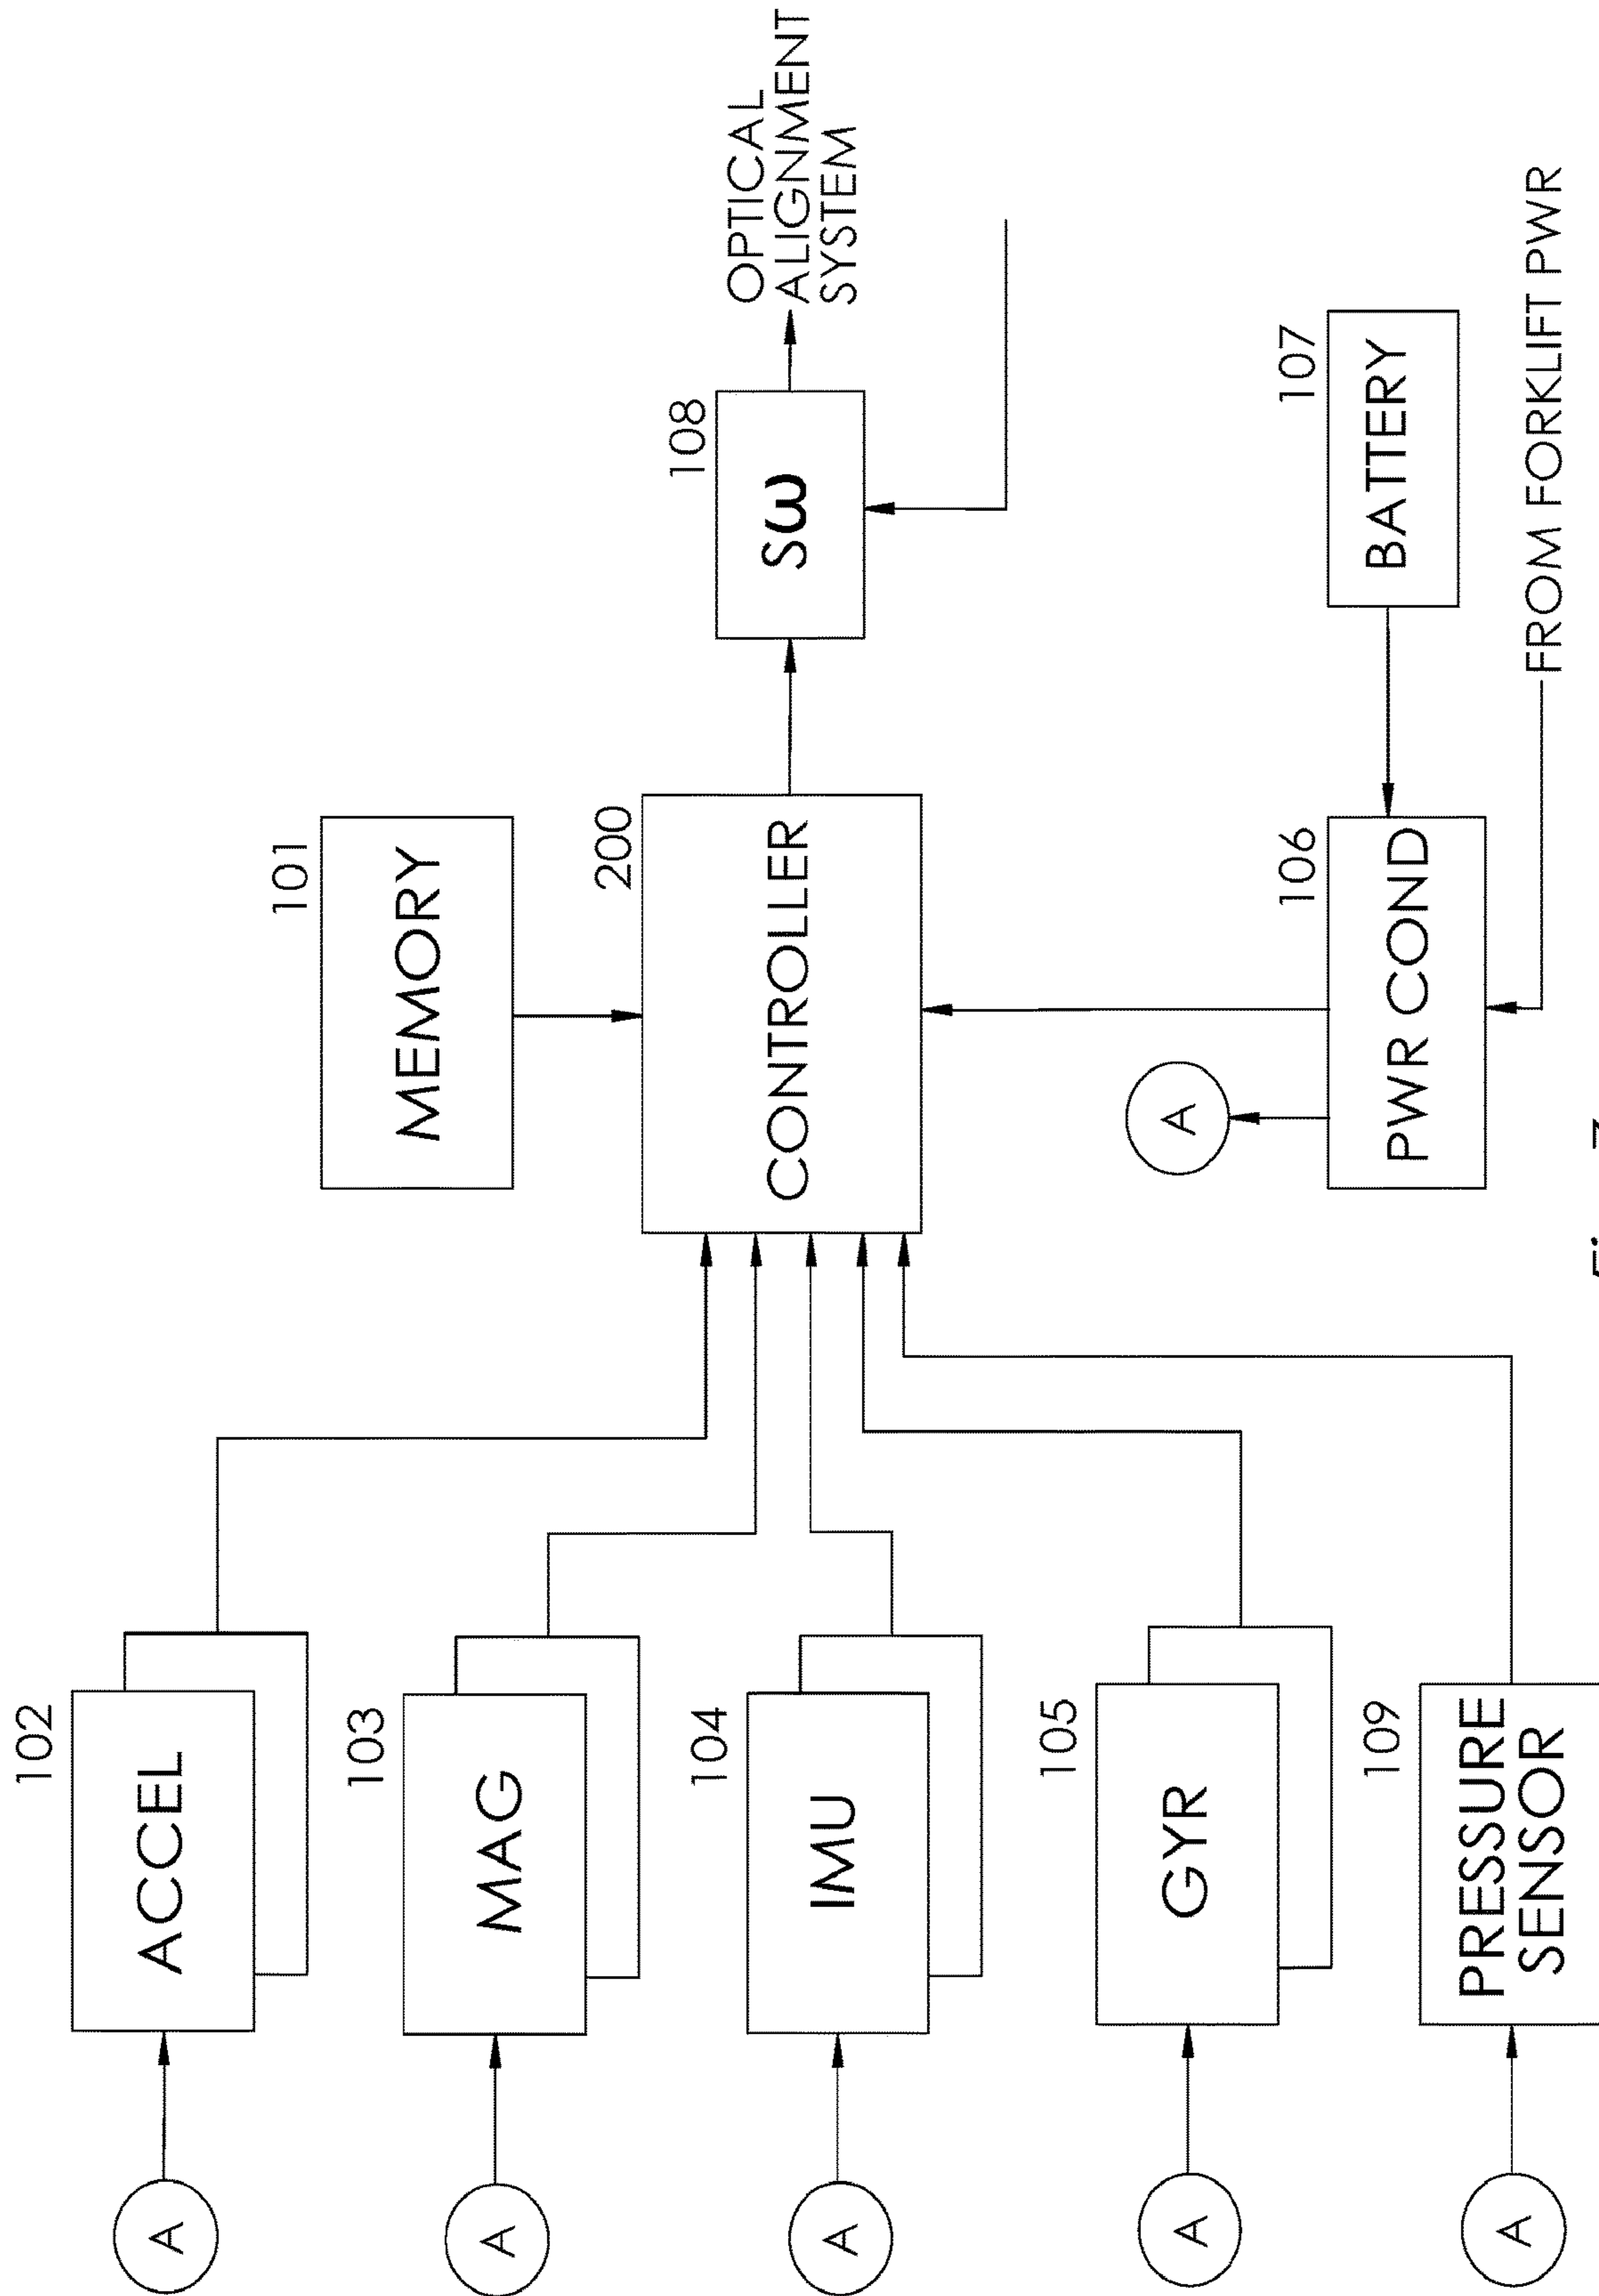 102
ACCEL
A
103
MAG
A
104
IMU
A
105
GYR
A
109
PRESSURE
SENSOR
A
101
MEMORY
200
CONTROLLER
108
Sω
OPTICAL
ALIGNMENT
SYSTEM
A
106
PWR COND
107
BATTERY
FROM FORKLIFT PWR